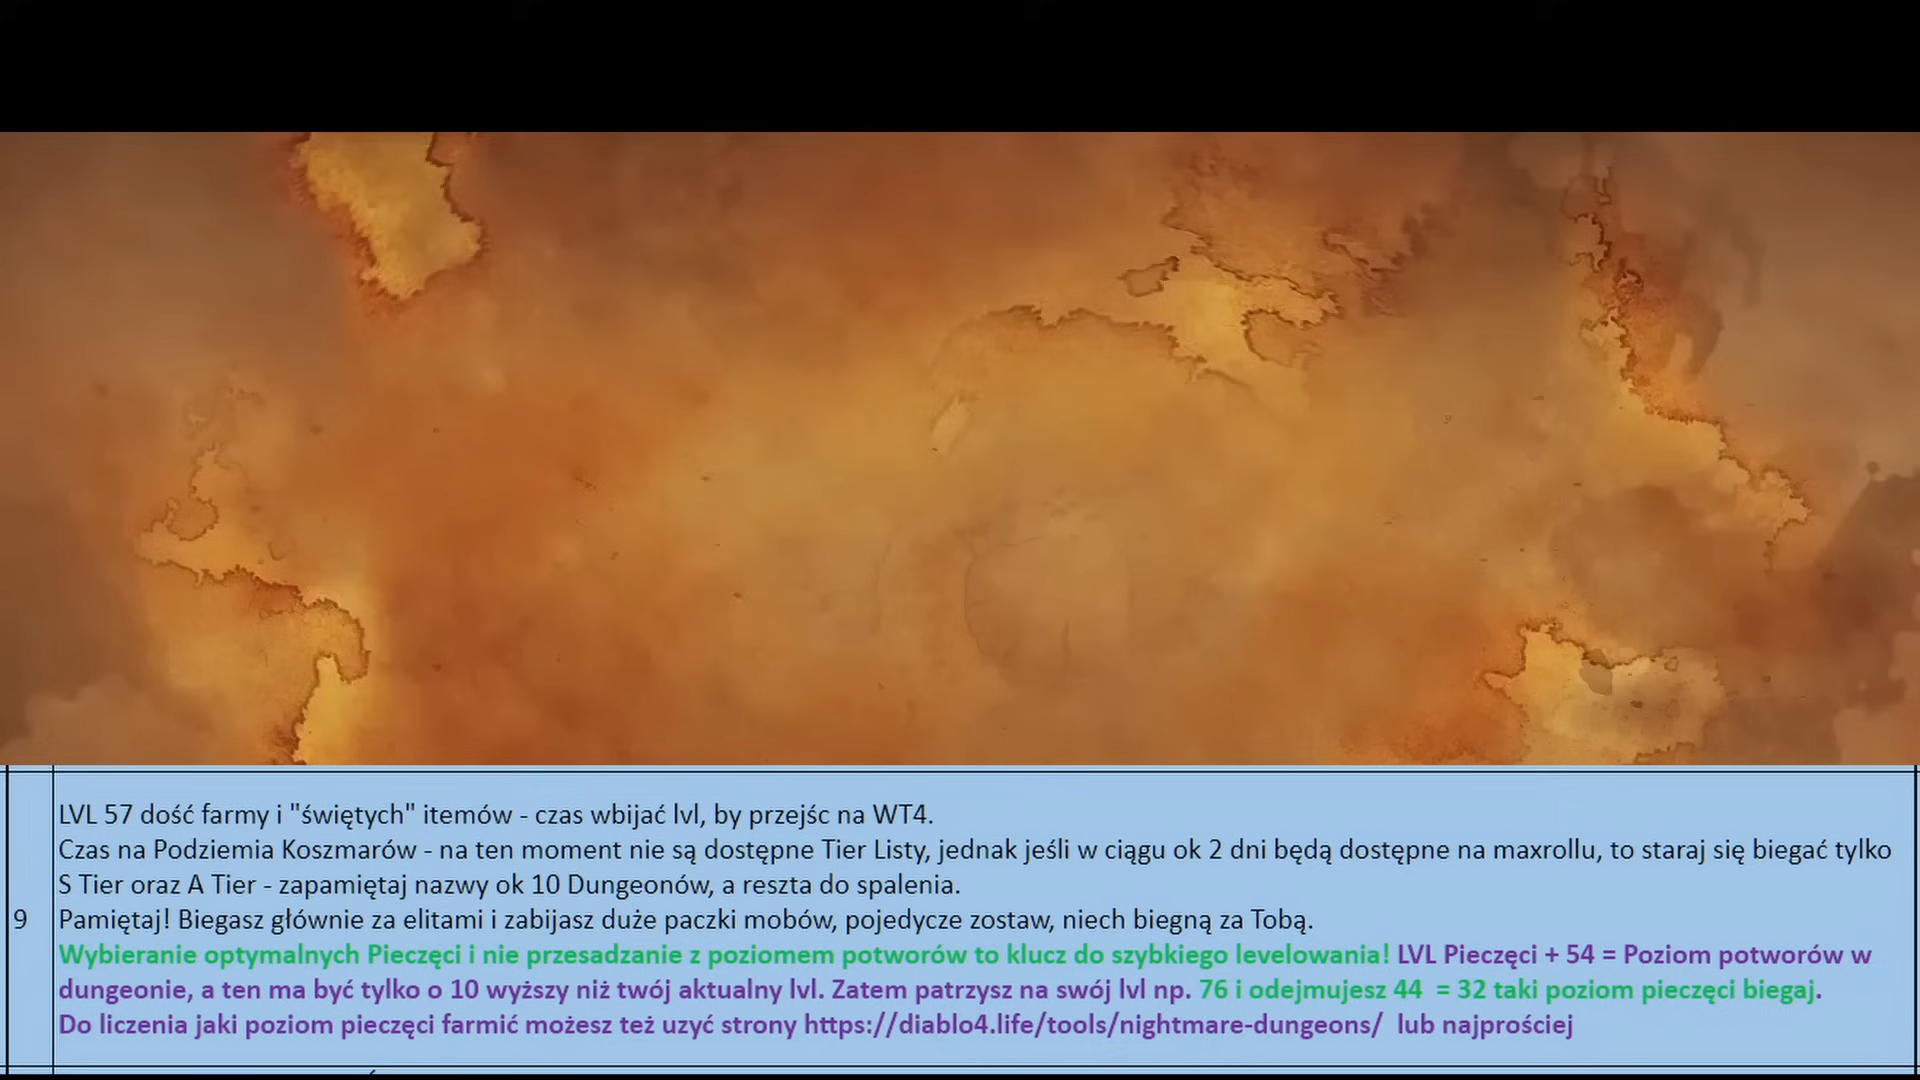 LVL 57 dość farmy i "świętych" itemów - czas wbijać lvl, by przejśc na WT4.
Czas na Podziemia Koszmarów - na ten moment nie są dostępne Tier Listy, jednak jeśli w ciągu ok 2 dni będą dostępne na maxrollu, to staraj się biegać tylko
S Tier oraz A Tier - zapamiętaj nazwy ok 10 Dungeonów, a reszta do spalenia.
9 Pamiętaj! Biegasz głównie za elitami i zabijasz duże paczki mobów, pojedycze zostaw, niech biegną za Tobą.
Wybieranie optymalnych Pieczęci i nie przesadzanie z poziomem potworów to klucz do szybkiego levelowania! LVL Pieczęci + 54 = Poziom potworów w
dungeonie, a ten ma być tylko o 10 wyższy niż twój aktualny lvl. Zatem patrzysz na swój lvl np. 76 i odejmujesz 44 = 32 taki poziom pieczęci biegaj.
Do liczenia jaki poziom pieczęci farmić możesz też uzyć strony https://diablo4.life/tools/nightmare-dungeons/ lub najprościej